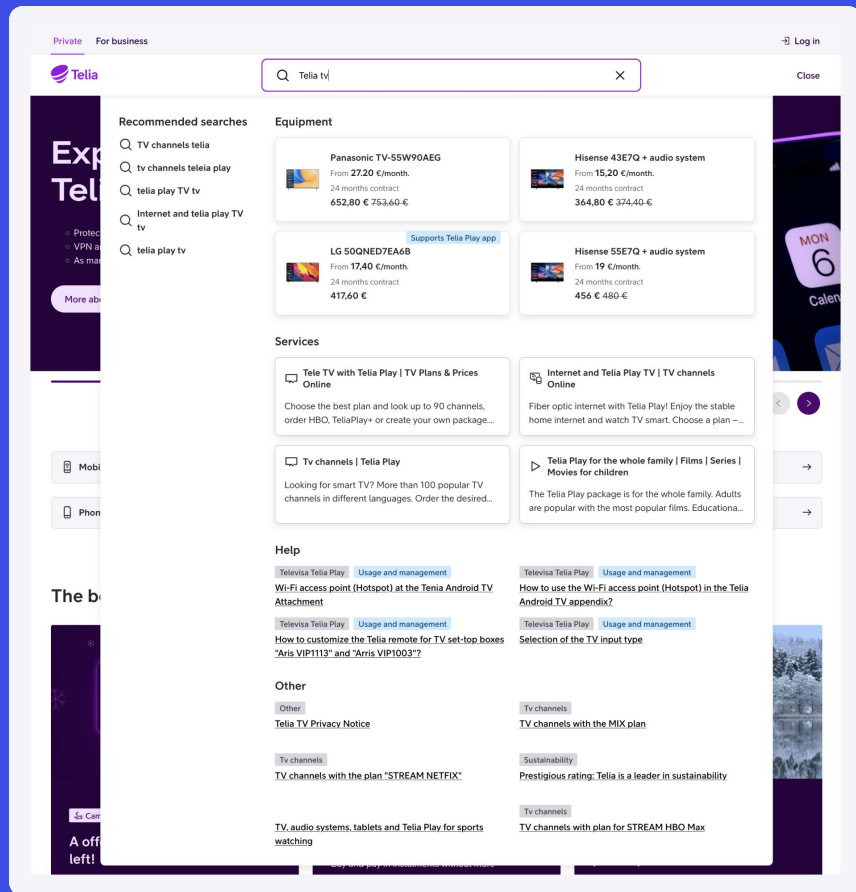 Private For business
Log in
Telia
Telia tv
Close
Exp
Teli
Protec
VPN a
As ma
More abo
Recommended searches
TV channels telia
tv channels teleia play
telia play TV tv
Internet and telia play TV
tv
telia play tv
Equipment
Panasonic TV-55W90AEG
From 27.20 €/month.
24 months contract
652,80 € 753,60 €
Hisense 43E7Q + audio system
From 15,20 €/month.
24 months contract
364,80 € 374,40 €
Supports Telia Play app
LG 50QNED7EA6B
From 17,40 €/month.
24 months contract
417,60 €
Hisense 55E7Q + audio system
From 19 €/month.
24 months contract
456 € 480 €
MON
6
Calen
Services
Tele TV with Telia Play | TV Plans & Prices
Online
Choose the best plan and look up to 90 channels,
order HBO, TeliaPlay+ or create your own package....
Internet and Telia Play TV | TV channels
Online
Fiber optic internet with Telia Play! Enjoy the stable
home internet and watch TV smart. Choose a plan –...
Tv channels | Telia Play
Looking for smart TV? More than 100 popular TV
channels in different languages. Order the desired...
Telia Play for the whole family | Films | Series |
Movies for children
The Telia Play package is for the whole family. Adults
are popular with the most popular films. Educationa...
Mobi
Phon
Help
Televisa Telia Play Usage and management
Wi-Fi access point (Hotspot) at the Tenia Android TV
Attachment
Televisa Telia Play Usage and management
How to use the Wi-Fi access point (Hotspot) in the Telia
Android TV appendix?
Televisa Telia Play Usage and management
How to customize the Telia remote for TV set-top boxes
"Aris VIP1113" and "Arris VIP1003"?
Televisa Telia Play Usage and management
Selection of the TV input type
The b
Other
Other
Telia TV Privacy Notice
Tv channels
TV channels with the MIX plan
Tv channels
TV channels with the plan "STREAM NETFIX"
Sustainability
Prestigious rating: Telia is a leader in sustainability
TV, audio systems, tablets and Telia Play for sports
watching
Tv channels
TV channels with plan for STREAM HBO Max
Cam
A off
left!